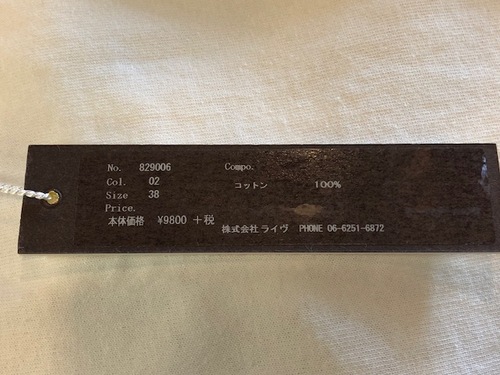 No. 829006
Col. 02
Size 38
Price.
本体価格 ¥9800 +税
Compo.
コットン 100%
株式会社 ライヴ PHONE 06-6251-6872